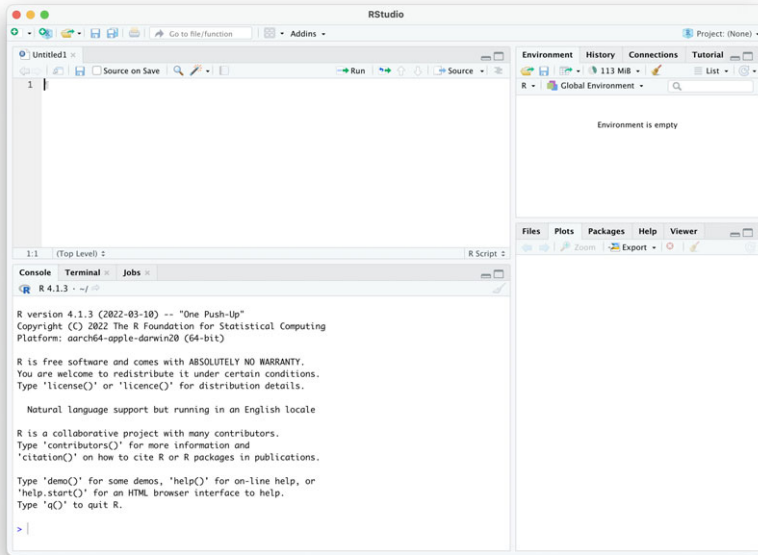 RStudio
Go to file/function
Addins
Project: (None)
Untitled1
Source on Save
Run
Source
1
1:1
(Top Level)
R Script
Console Terminal Jobs
R 4.1.3 · ~/
R version 4.1.3 (2022-03-10) -- "One Push-Up"
Copyright (C) 2022 The R Foundation for Statistical Computing
Platform: aarch64-apple-darwin20 (64-bit)
R is free software and comes with ABSOLUTELY NO WARRANTY.
You are welcome to redistribute it under certain conditions.
Type 'license()' or 'licence()' for distribution details.
Natural language support but running in an English locale
R is a collaborative project with many contributors.
Type 'contributors()' for more information and
'citation()' on how to cite R or R packages in publications.
Type 'demo()' for some demos, 'help()' for on-line help, or
'help.start()' for an HTML browser interface to help.
Type 'q()' to quit R.
>
Environment History Connections Tutorial
113 MiB
List
R
Global Environment
Environment is empty
Files Plots Packages Help Viewer
Zoom
Export